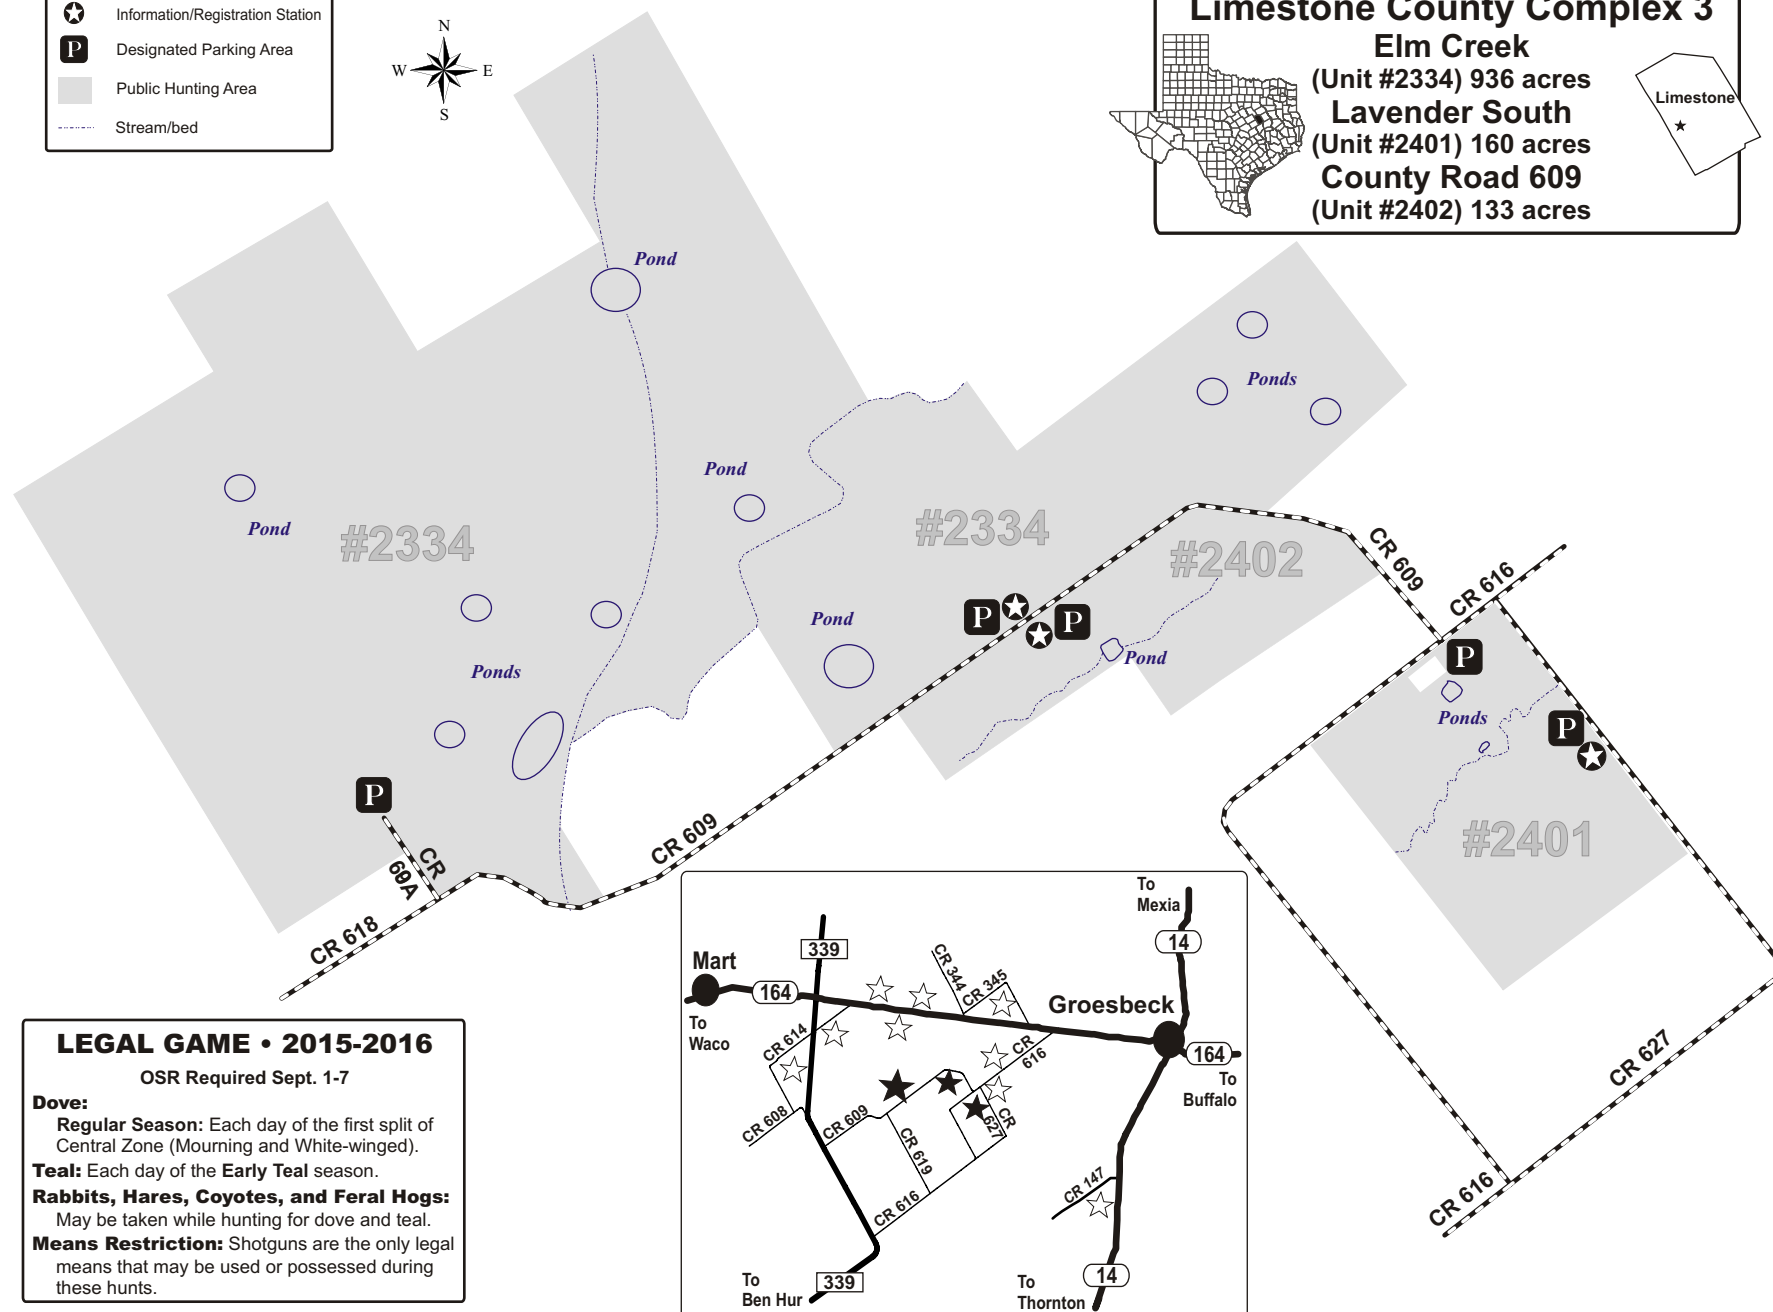 Information/Registration Station
P
Designated Parking Area
Public Hunting Area
Stream/bed
N
W
E
S
Limestone County Complex 3
Elm Creek
(Unit #2334) 936 acres
Lavender South
(Unit #2401) 160 acres
County Road 609
(Unit #2402) 133 acres
Limestone
Pond
Ponds
Pond
Pond
#2334
#2334
#2402
CR 609
CR 616
P
P
Pond
Pond
P
Ponds
Ponds
P
P
#2401
CR 609
CR
69A
CR 618
CR 627
CR 616
To
Mexia
14
339
Mart
164
CR 344
CR 345
Groesbeck
To
Waco
CR 614
CR
616
164
To
Buffalo
CR 608
CR 609
CR 619
CR
627
CR 147
CR 616
To
Ben Hur
339
To
Thornton
14
LEGAL GAME • 2015-2016
OSR Required Sept. 1-7
Dove:
Regular Season: Each day of the first split of
Central Zone (Mourning and White-winged).
Teal: Each day of the Early Teal season.
Rabbits, Hares, Coyotes, and Feral Hogs:
May be taken while hunting for dove and teal.
Means Restriction: Shotguns are the only legal
means that may be used or possessed during
these hunts.